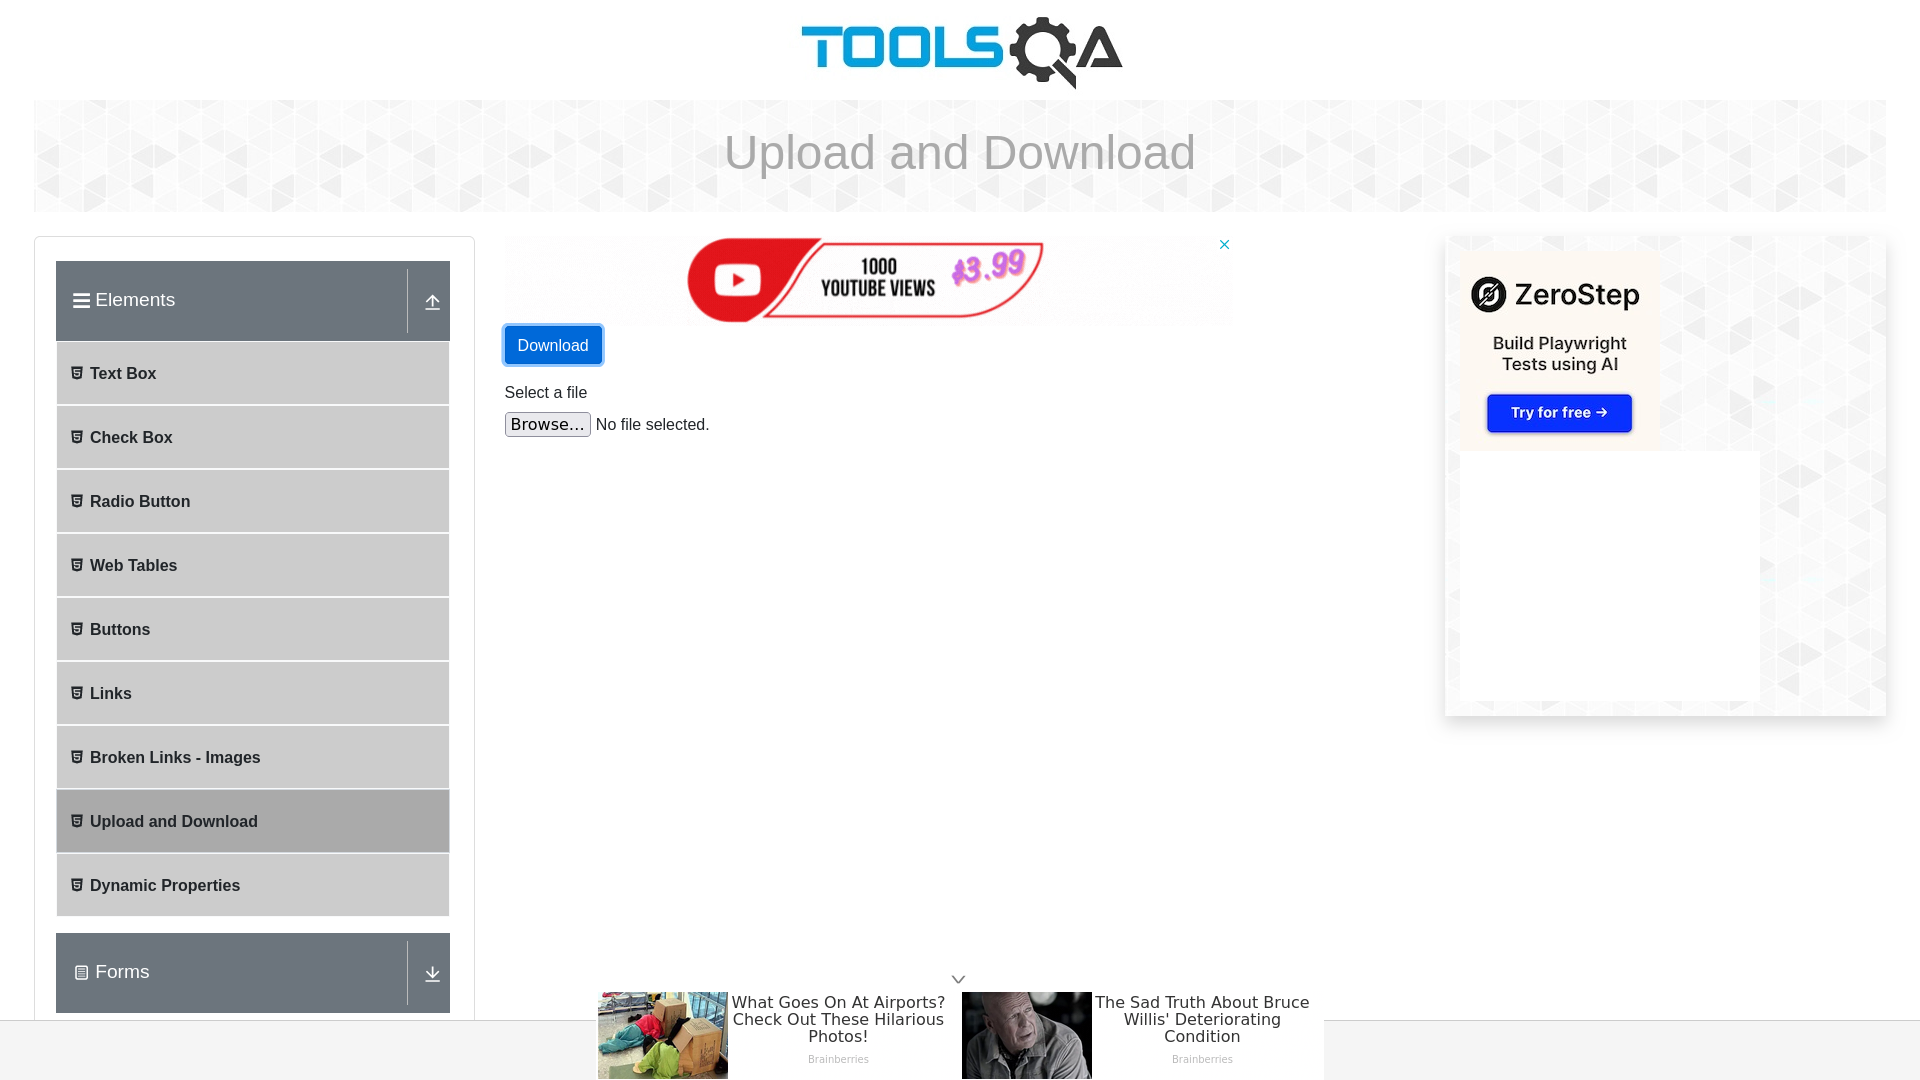 TOOLSQA
Upload and Download
Elements
Text Box
Check Box
Radio Button
Web Tables
Buttons
Links
Broken Links - Images
Upload and Download
Dynamic Properties
Forms
1000
YOUTUBE VIEWS
$3.99
Download
Select a file
Browse... No file selected.
ZeroStep
Build Playwright
Tests using AI
Try for free →
What Goes On At Airports?
Check Out These Hilarious
Photos!
Brainberries
The Sad Truth About Bruce
Willis' Deteriorating
Condition
Brainberries